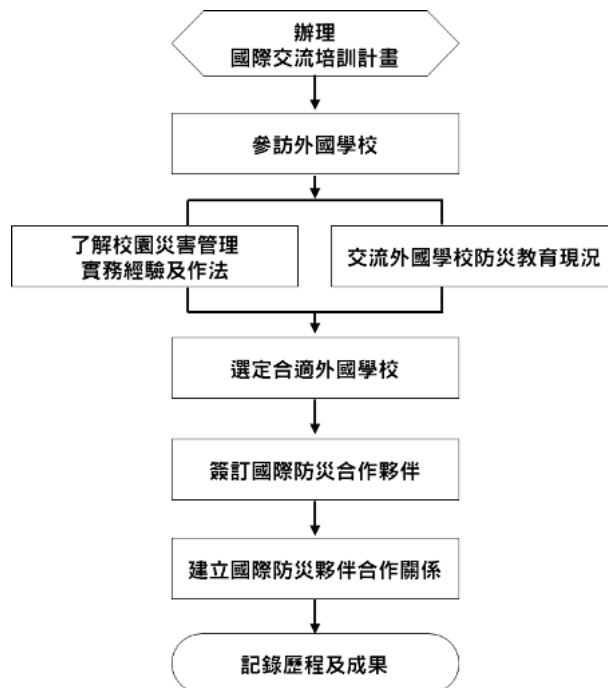 辦理
國際交流培訓計畫
參訪外國學校
了解校園災害管理
實務經驗及作法
交流外國學校防災教育現況
選定合適外國學校
簽訂國際防災合作夥伴
建立國際防災夥伴合作關係
記錄歷程及成果